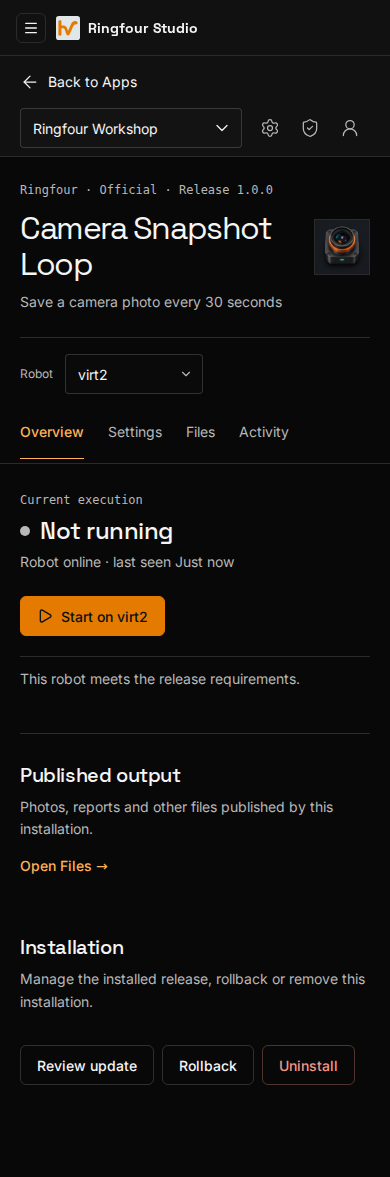 Ringfour Studio
Back to Apps
Ringfour Workshop
Ringfour · Official · Release 1.0.0
Camera Snapshot
Loop
Save a camera photo every 30 seconds
Robot
virt2
Overview
Settings
Files
Activity
Current execution
Not running
Robot online · last seen Just now
Start on virt2
This robot meets the release requirements.
Published output
Photos, reports and other files published by this
installation.
Open Files →
Installation
Manage the installed release, rollback or remove this
installation.
Review update
Rollback
Uninstall